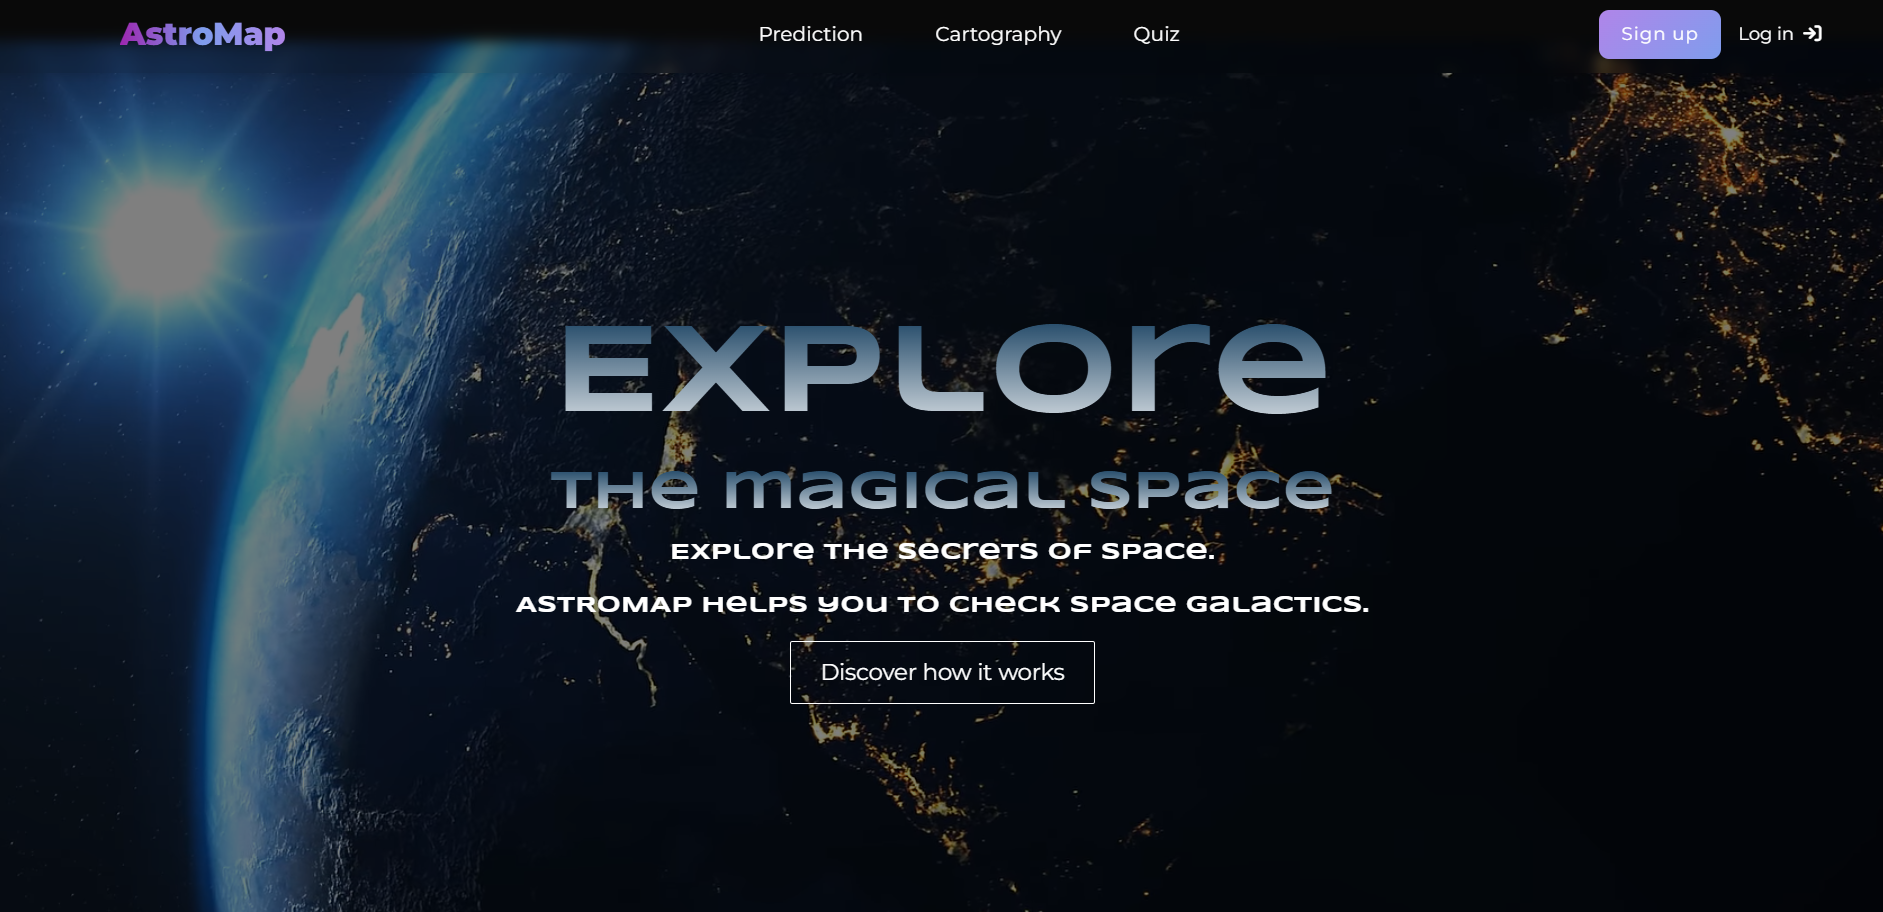 AstroMap
Prediction
Cartography
Quiz
Sign up
Log in
Explore
the magical space
Explore the secrets of space.
ASTROMAP helps you to check space galactics.
Discover how it works